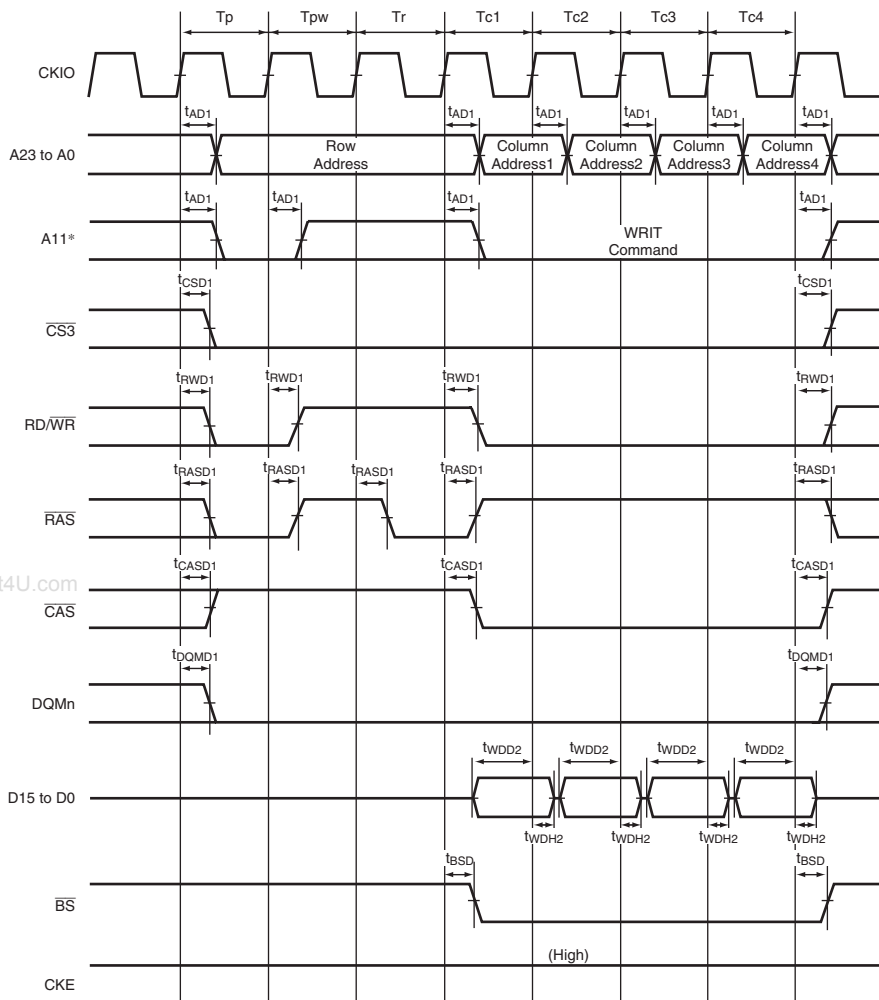 Tp Tpw Tr Tc1 Tc2 Tc3 Tc4
CKIO
tAD1 tAD1 tAD1 tAD1 tAD1 tAD1
A23 to A0
Row Address
Column Address1
Column Address2
Column Address3
Column Address4
tAD1 tAD1 tAD1 tAD1
A11*
WRIT Command
tCSD1 tCSD1
CS3
tRWD1 tRWD1 tRWD1 tRWD1
RD/WR
tRASD1 tRASD1 tRASD1 tRASD1 tRASD1
RAS
tCASD1 tCASD1 tCASD1
t4U.com
CAS
tDQMD1 tDQMD1
DQMn
tWDD2 tWDD2 tWDD2 tWDD2
D15 to D0
tWDH2 tWDH2 tWDH2 tWDH2
tBSD tBSD
BS
(High)
CKE